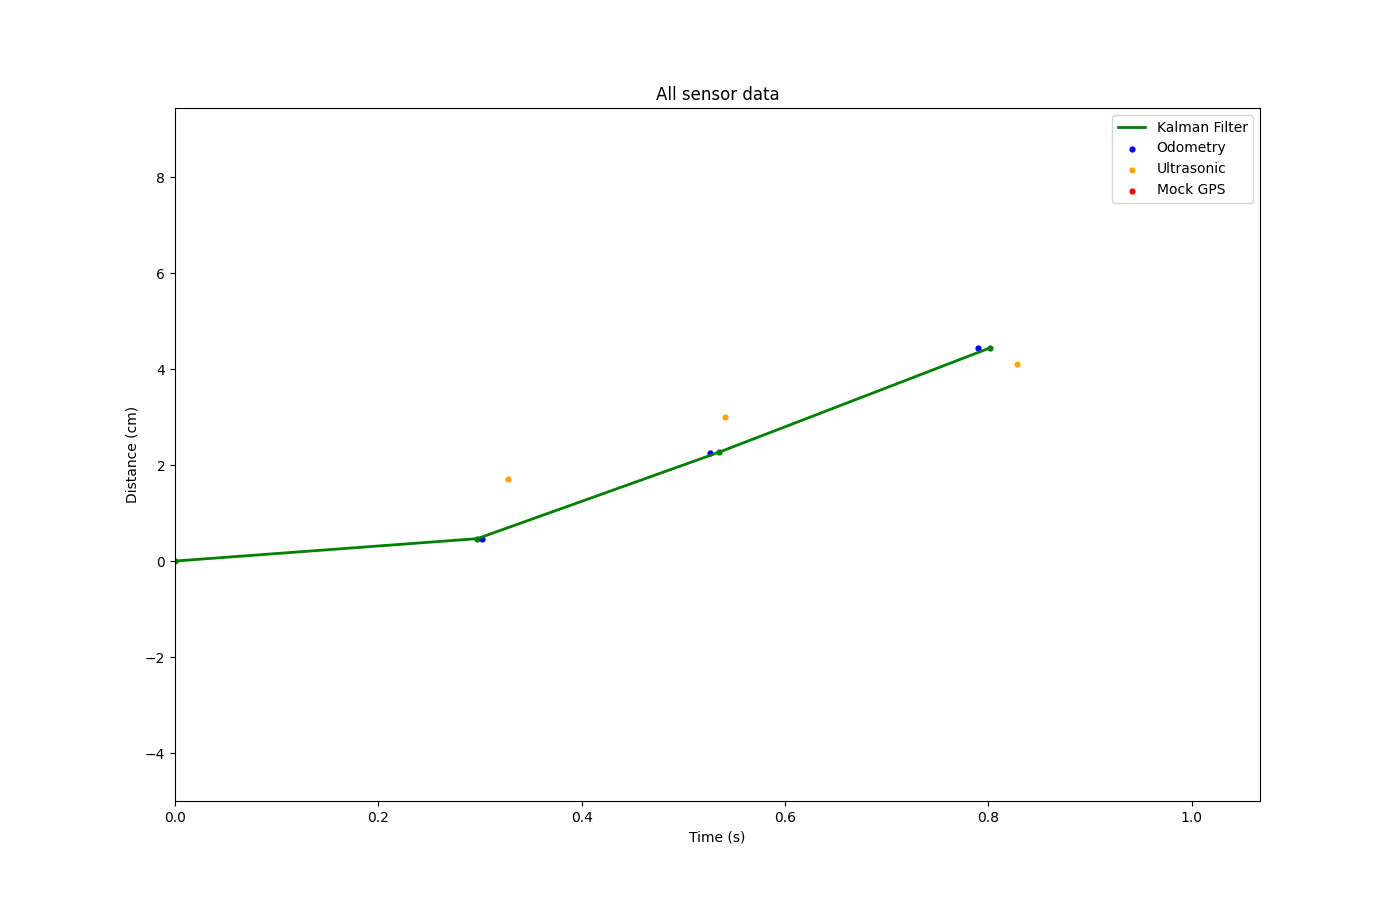 All sensor data
Kalman Filter
Odometry
Ultrasonic
Mock GPS
8
6
4
2
0
−2
−4
Distance (cm)
0.0 0.2 0.4 0.6 0.8 1.0
Time (s)